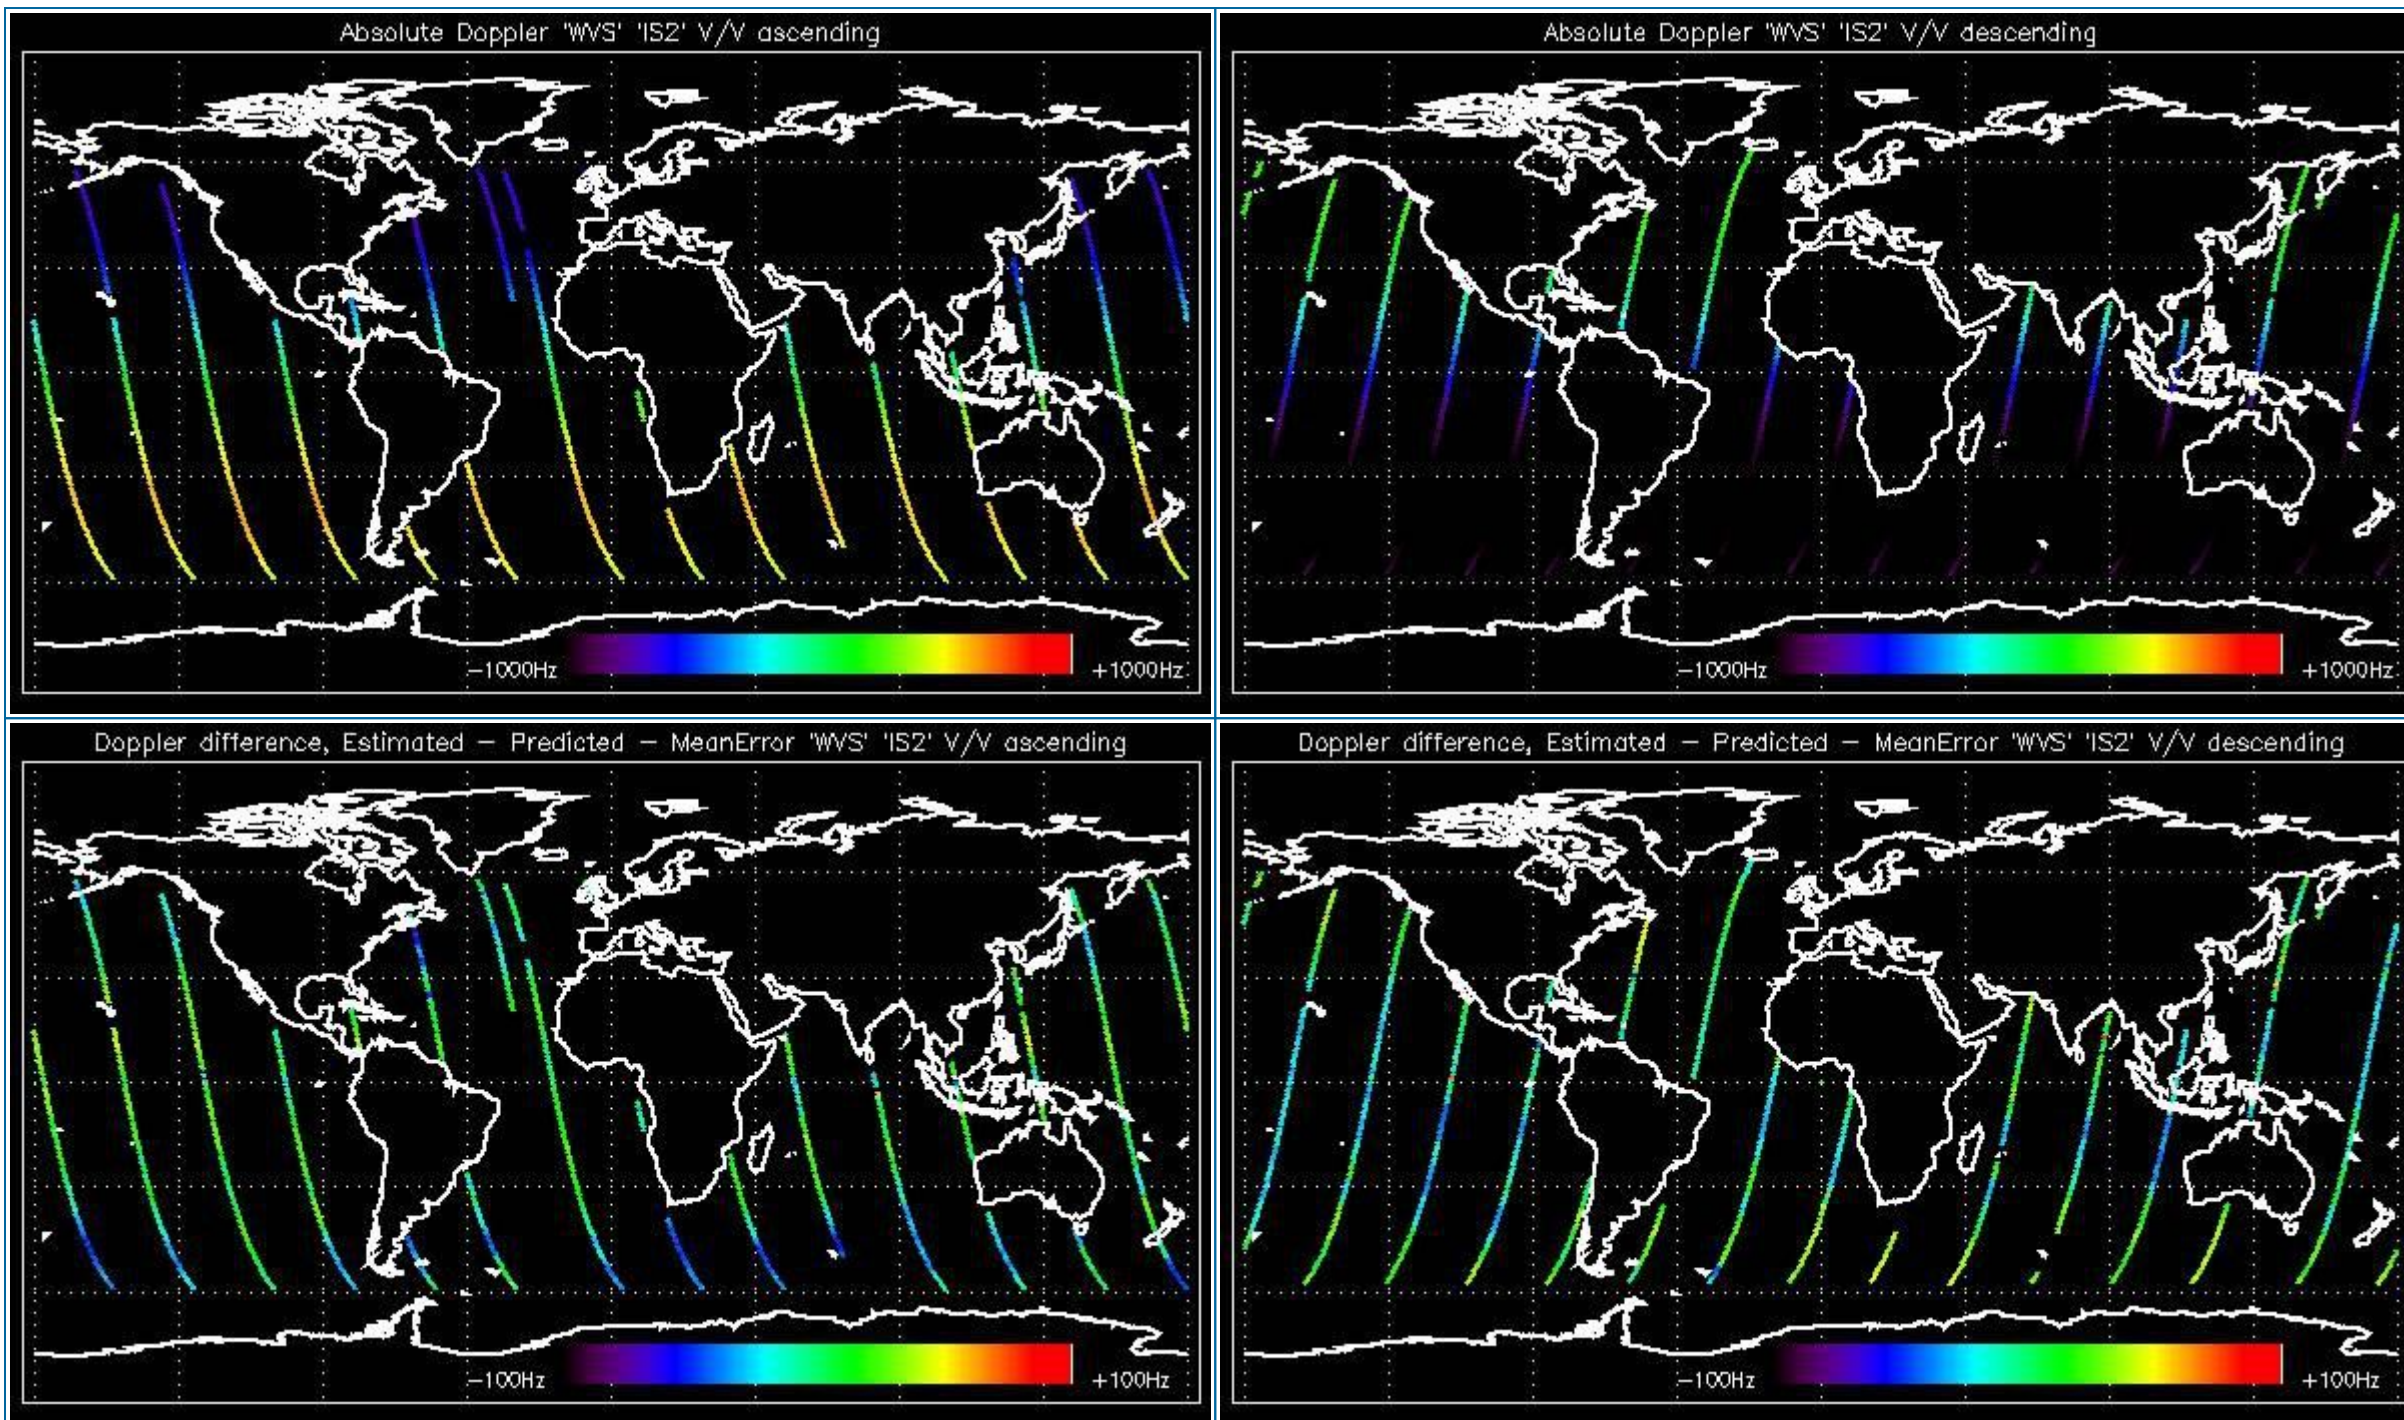 Absolute Doppler 'WVS' 'IS2' V/V ascending
-1000Hz
+1000Hz
Absolute Doppler 'WVS' 'IS2' V/V descending
-1000Hz
+1000Hz
Doppler difference, Estimated - Predicted - MeanError 'WVS' 'IS2' V/V ascending
-100Hz
+100Hz
Doppler difference, Estimated - Predicted - MeanError 'WVS' 'IS2' V/V descending
-100Hz
+100Hz